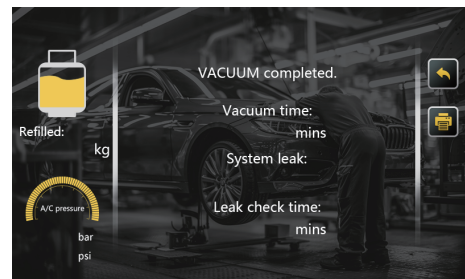 VACUUM completed.
Vacuum time:
mins
System leak:
Leak check time:
mins
Refilled:
kg
A/C pressure
bar
psi